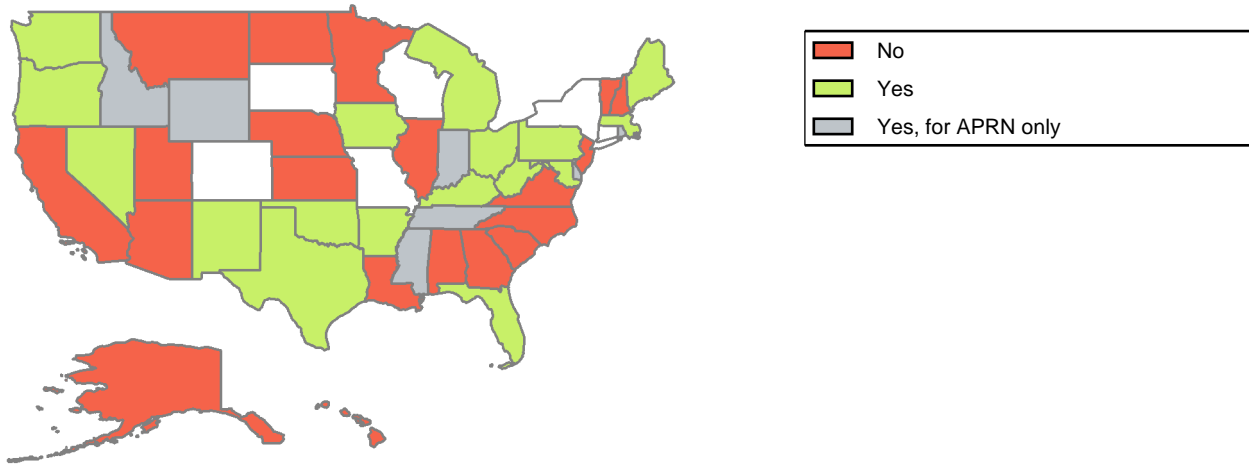 No
Yes
Yes, for APRN only